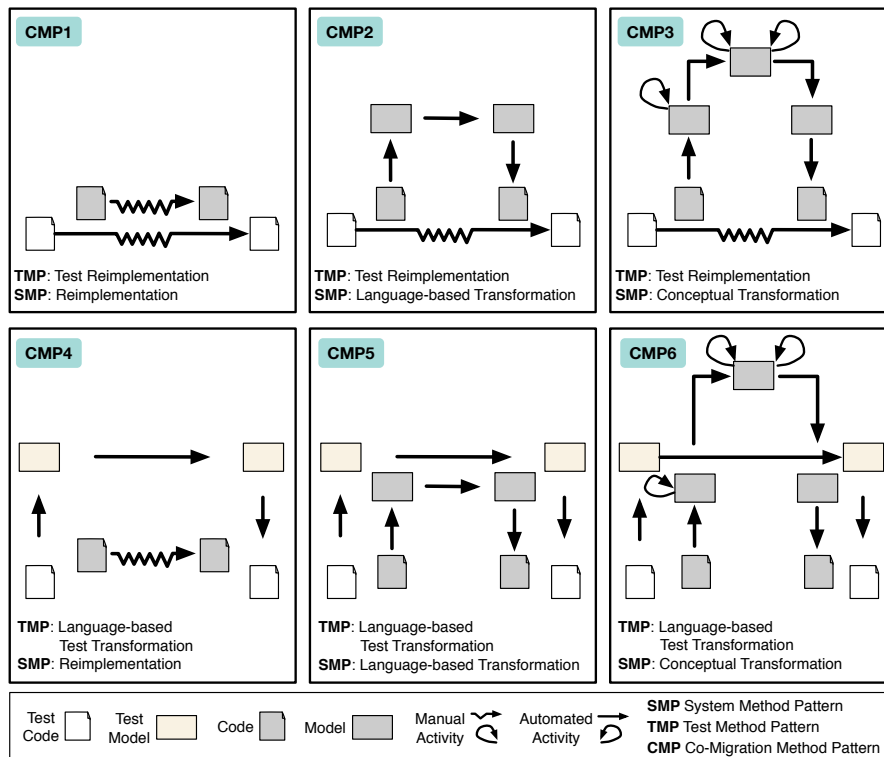 CMP1
CMP2
CMP3
TMP: Test Reimplementation
SMP: Reimplementation
TMP: Test Reimplementation
SMP: Language-based Transformation
TMP: Test Reimplementation
SMP: Conceptual Transformation
CMP4
CMP5
CMP6
TMP: Language-based
Test Transformation
SMP: Reimplementation
TMP: Language-based
Test Transformation
SMP: Language-based Transformation
TMP: Language-based
Test Transformation
SMP: Conceptual Transformation
Test
Code
Test
Model
Code
Model
Manual
Activity
Automated
Activity
SMP System Method Pattern
TMP Test Method Pattern
CMP Co-Migration Method Pattern